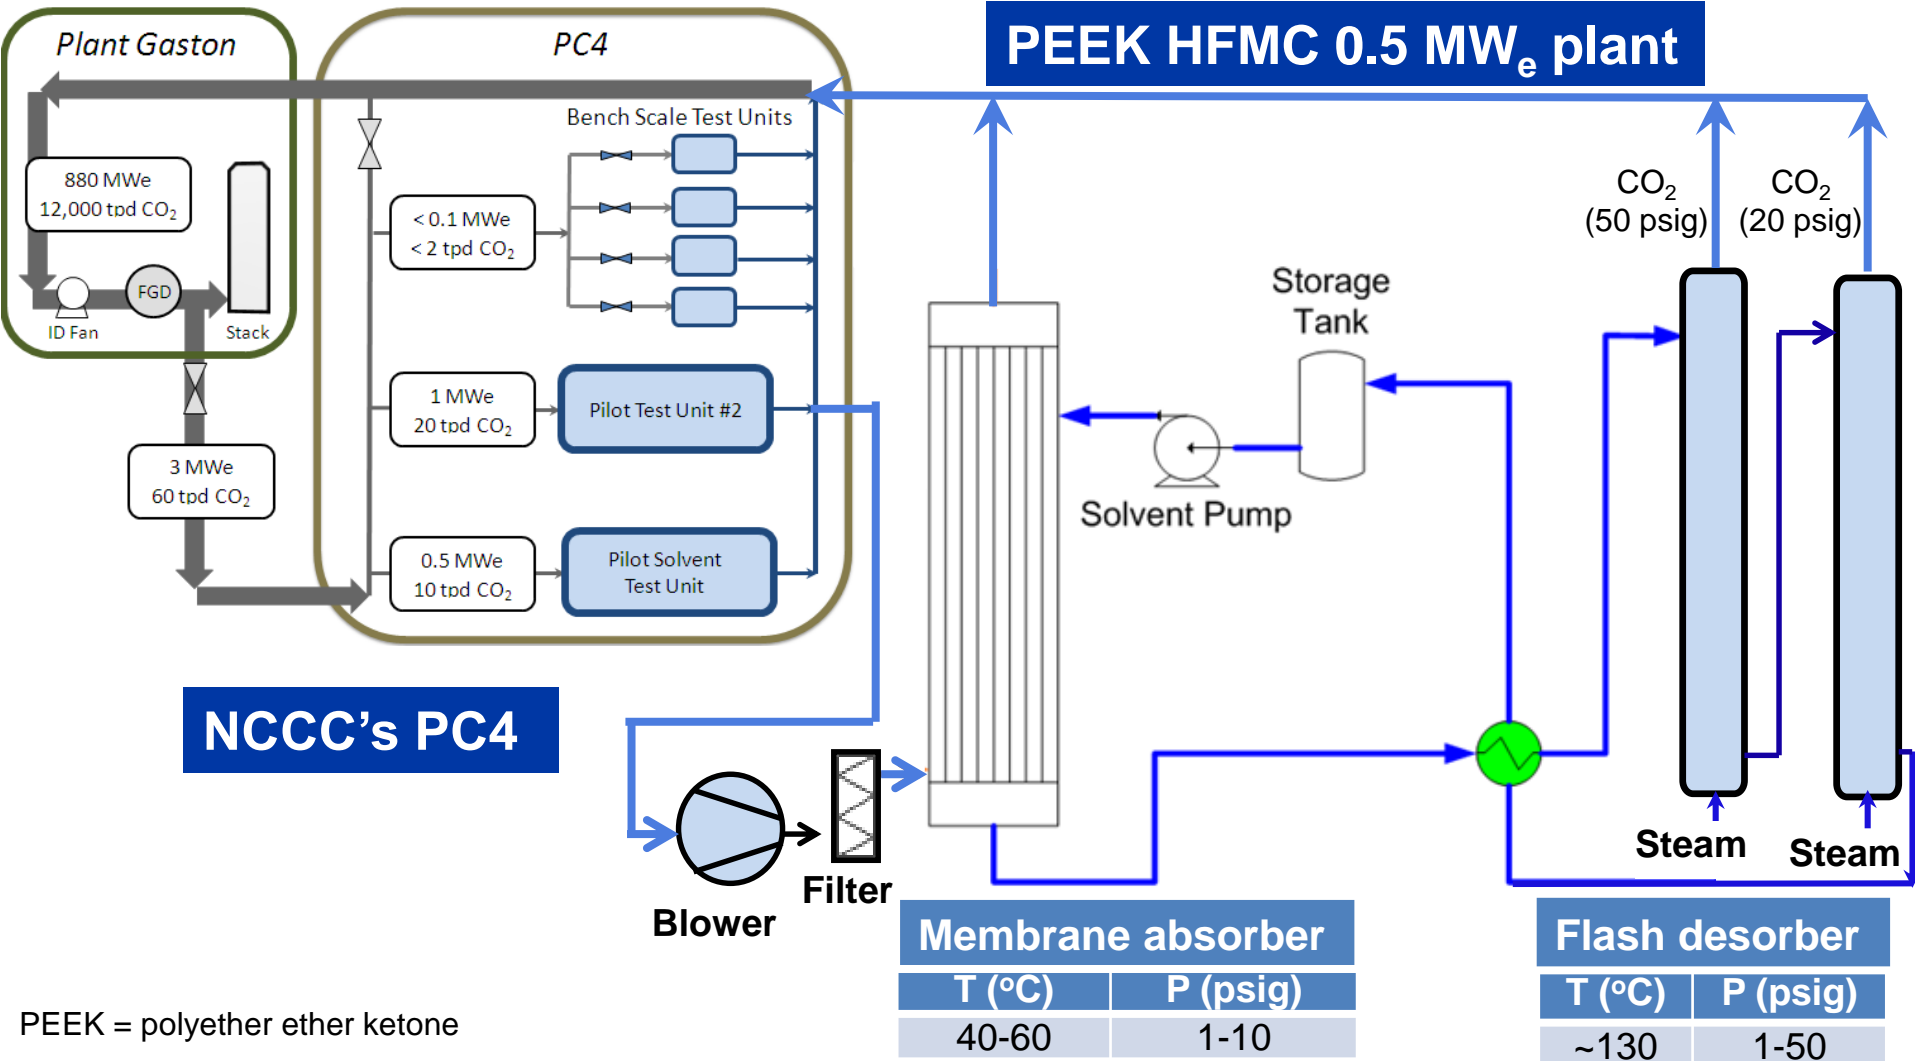 Plant Gaston
PC4
PEEK HFMC 0.5 MWe plant
Bench Scale Test Units
880 MWe
12,000 tpd CO2
< 0.1 MWe
< 2 tpd CO2
CO2
(50 psig)
CO2
(20 psig)
FGD
ID Fan
Stack
Storage
Tank
1 MWe
20 tpd CO2
Pilot Test Unit #2
3 MWe
60 tpd CO2
Solvent Pump
0.5 MWe
10 tpd CO2
Pilot Solvent
Test Unit
NCCC's PC4
Steam
Steam
Filter
Blower
Membrane absorber
T (oC) P (psig)
40-60 1-10
Flash desorber
T (oC) P (psig)
~130 1-50
PEEK = polyether ether ketone